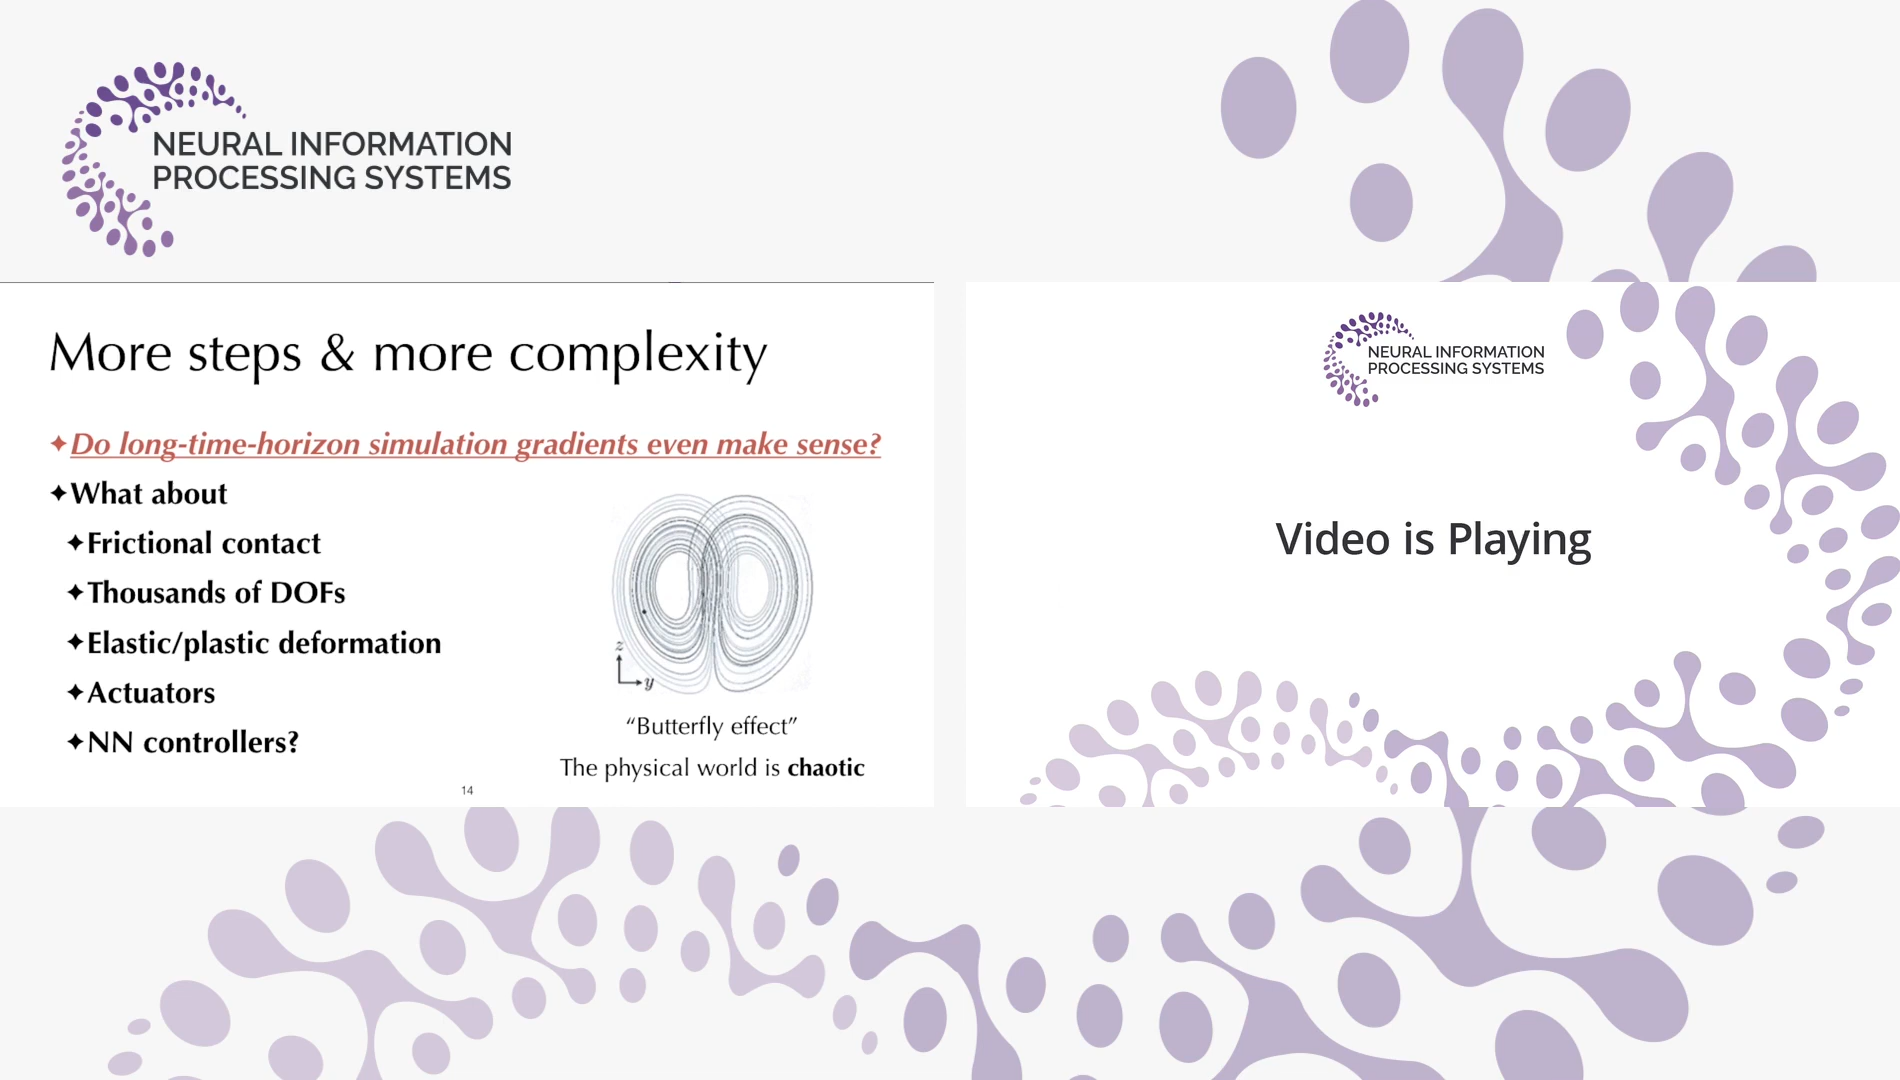 NEURAL INFORMATION
PROCESSING SYSTEMS
More steps & more complexity
✦Do long-time-horizon simulation gradients even make sense?
✦What about
✦Frictional contact
✦Thousands of DOFs
✦Elastic/plastic deformation
✦Actuators
✦NN controllers?
z
y
"Butterfly effect"
The physical world is chaotic
14
NEURAL INFORMATION
PROCESSING SYSTEMS
Video is Playing